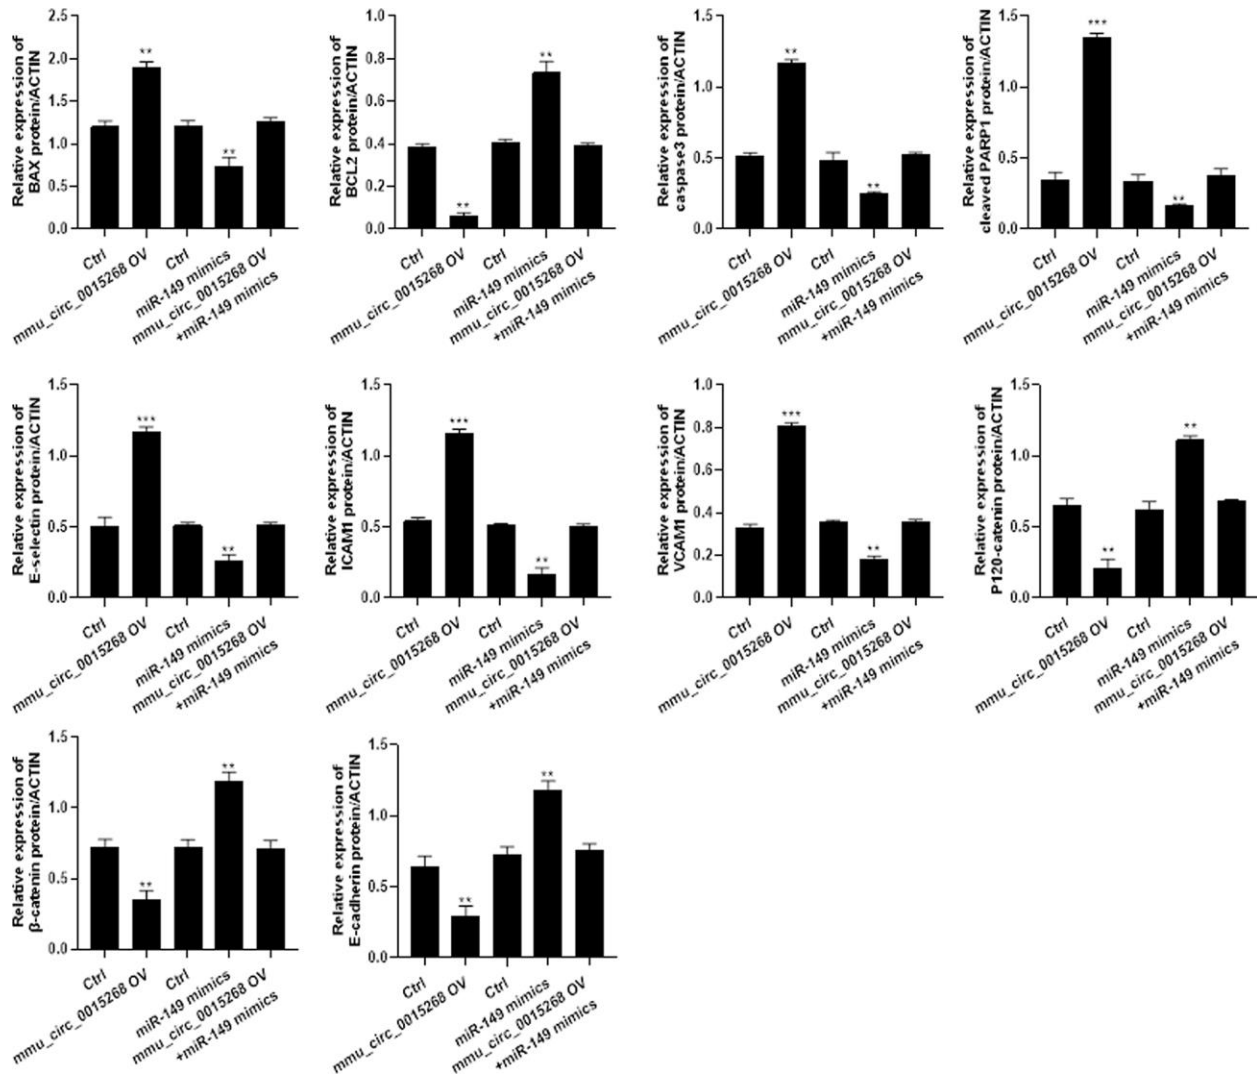 Relative expression of
BAX protein/ACTIN
2.5
2.0
1.5
1.0
0.5
0.0
**
**
Ctrl
mmu_circ_0015268 OV
Ctrl
miR-149 mimics
mmu_circ_0015268 OV
+miR-149 mimics
Relative expression of
BCL2 protein/ACTIN
1.0
0.8
0.6
0.4
0.2
0.0
**
**
Ctrl
mmu_circ_0015268 OV
Ctrl
miR-149 mimics
mmu_circ_0015268 OV
+miR-149 mimics
Relative expression of
caspase3 protein/ACTIN
1.5
1.0
0.5
0.0
**
**
Ctrl
mmu_circ_0015268 OV
Ctrl
miR-149 mimics
mmu_circ_0015268 OV
+miR-149 mimics
Relative expression of
cleaved PARP1 protein/ACTIN
1.5
1.0
0.5
0.0
***
**
Ctrl
mmu_circ_0015268 OV
Ctrl
miR-149 mimics
mmu_circ_0015268 OV
+miR-149 mimics
Relative expression of
E-selectin protein/ACTIN
1.5
1.0
0.5
0.0
***
**
Ctrl
mmu_circ_0015268 OV
Ctrl
miR-149 mimics
mmu_circ_0015268 OV
+miR-149 mimics
Relative expression of
ICAM1 protein/ACTIN
1.5
1.0
0.5
0.0
***
**
Ctrl
mmu_circ_0015268 OV
Ctrl
miR-149 mimics
mmu_circ_0015268 OV
+miR-149 mimics
Relative expression of
VCAM1 protein/ACTIN
1.0
0.8
0.6
0.4
0.2
0.0
***
**
Ctrl
mmu_circ_0015268 OV
Ctrl
miR-149 mimics
mmu_circ_0015268 OV
+miR-149 mimics
Relative expression of
P120-catenin protein/ACTIN
1.5
1.0
0.5
0.0
**
**
Ctrl
mmu_circ_0015268 OV
Ctrl
miR-149 mimics
mmu_circ_0015268 OV
+miR-149 mimics
Relative expression of
β-catenin protein/ACTIN
1.5
1.0
0.5
0.0
**
**
Ctrl
mmu_circ_0015268 OV
Ctrl
miR-149 mimics
mmu_circ_0015268 OV
+miR-149 mimics
Relative expression of
E-cadherin protein/ACTIN
1.5
1.0
0.5
0.0
**
**
Ctrl
mmu_circ_0015268 OV
Ctrl
miR-149 mimics
mmu_circ_0015268 OV
+miR-149 mimics